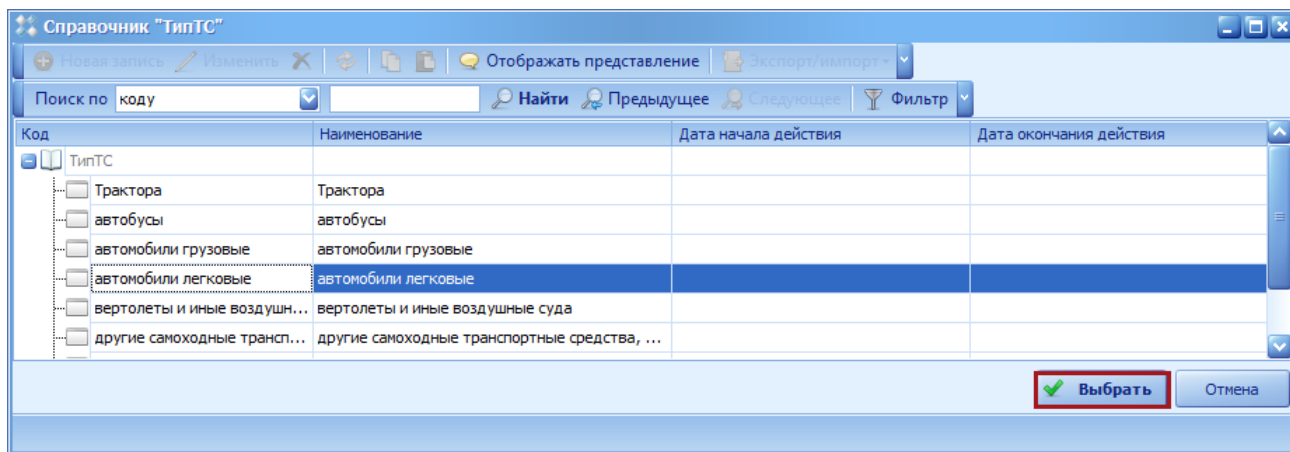 Справочник "ТипТС"
Новая запись Изменить Отображать представление Экспорт/импорт
Поиск по коду Найти Предыдущее Следующее Фильтр
Код Наименование Дата начала действия Дата окончания действия
ТипТС
Трактора Трактора
автобусы автобусы
автомобили грузовые автомобили грузовые
автомобили легковые автомобили легковые
вертолеты и иные воздушн... вертолеты и иные воздушные суда
другие самоходные трансп... другие самоходные транспортные средства, ...
Выбрать Отмена